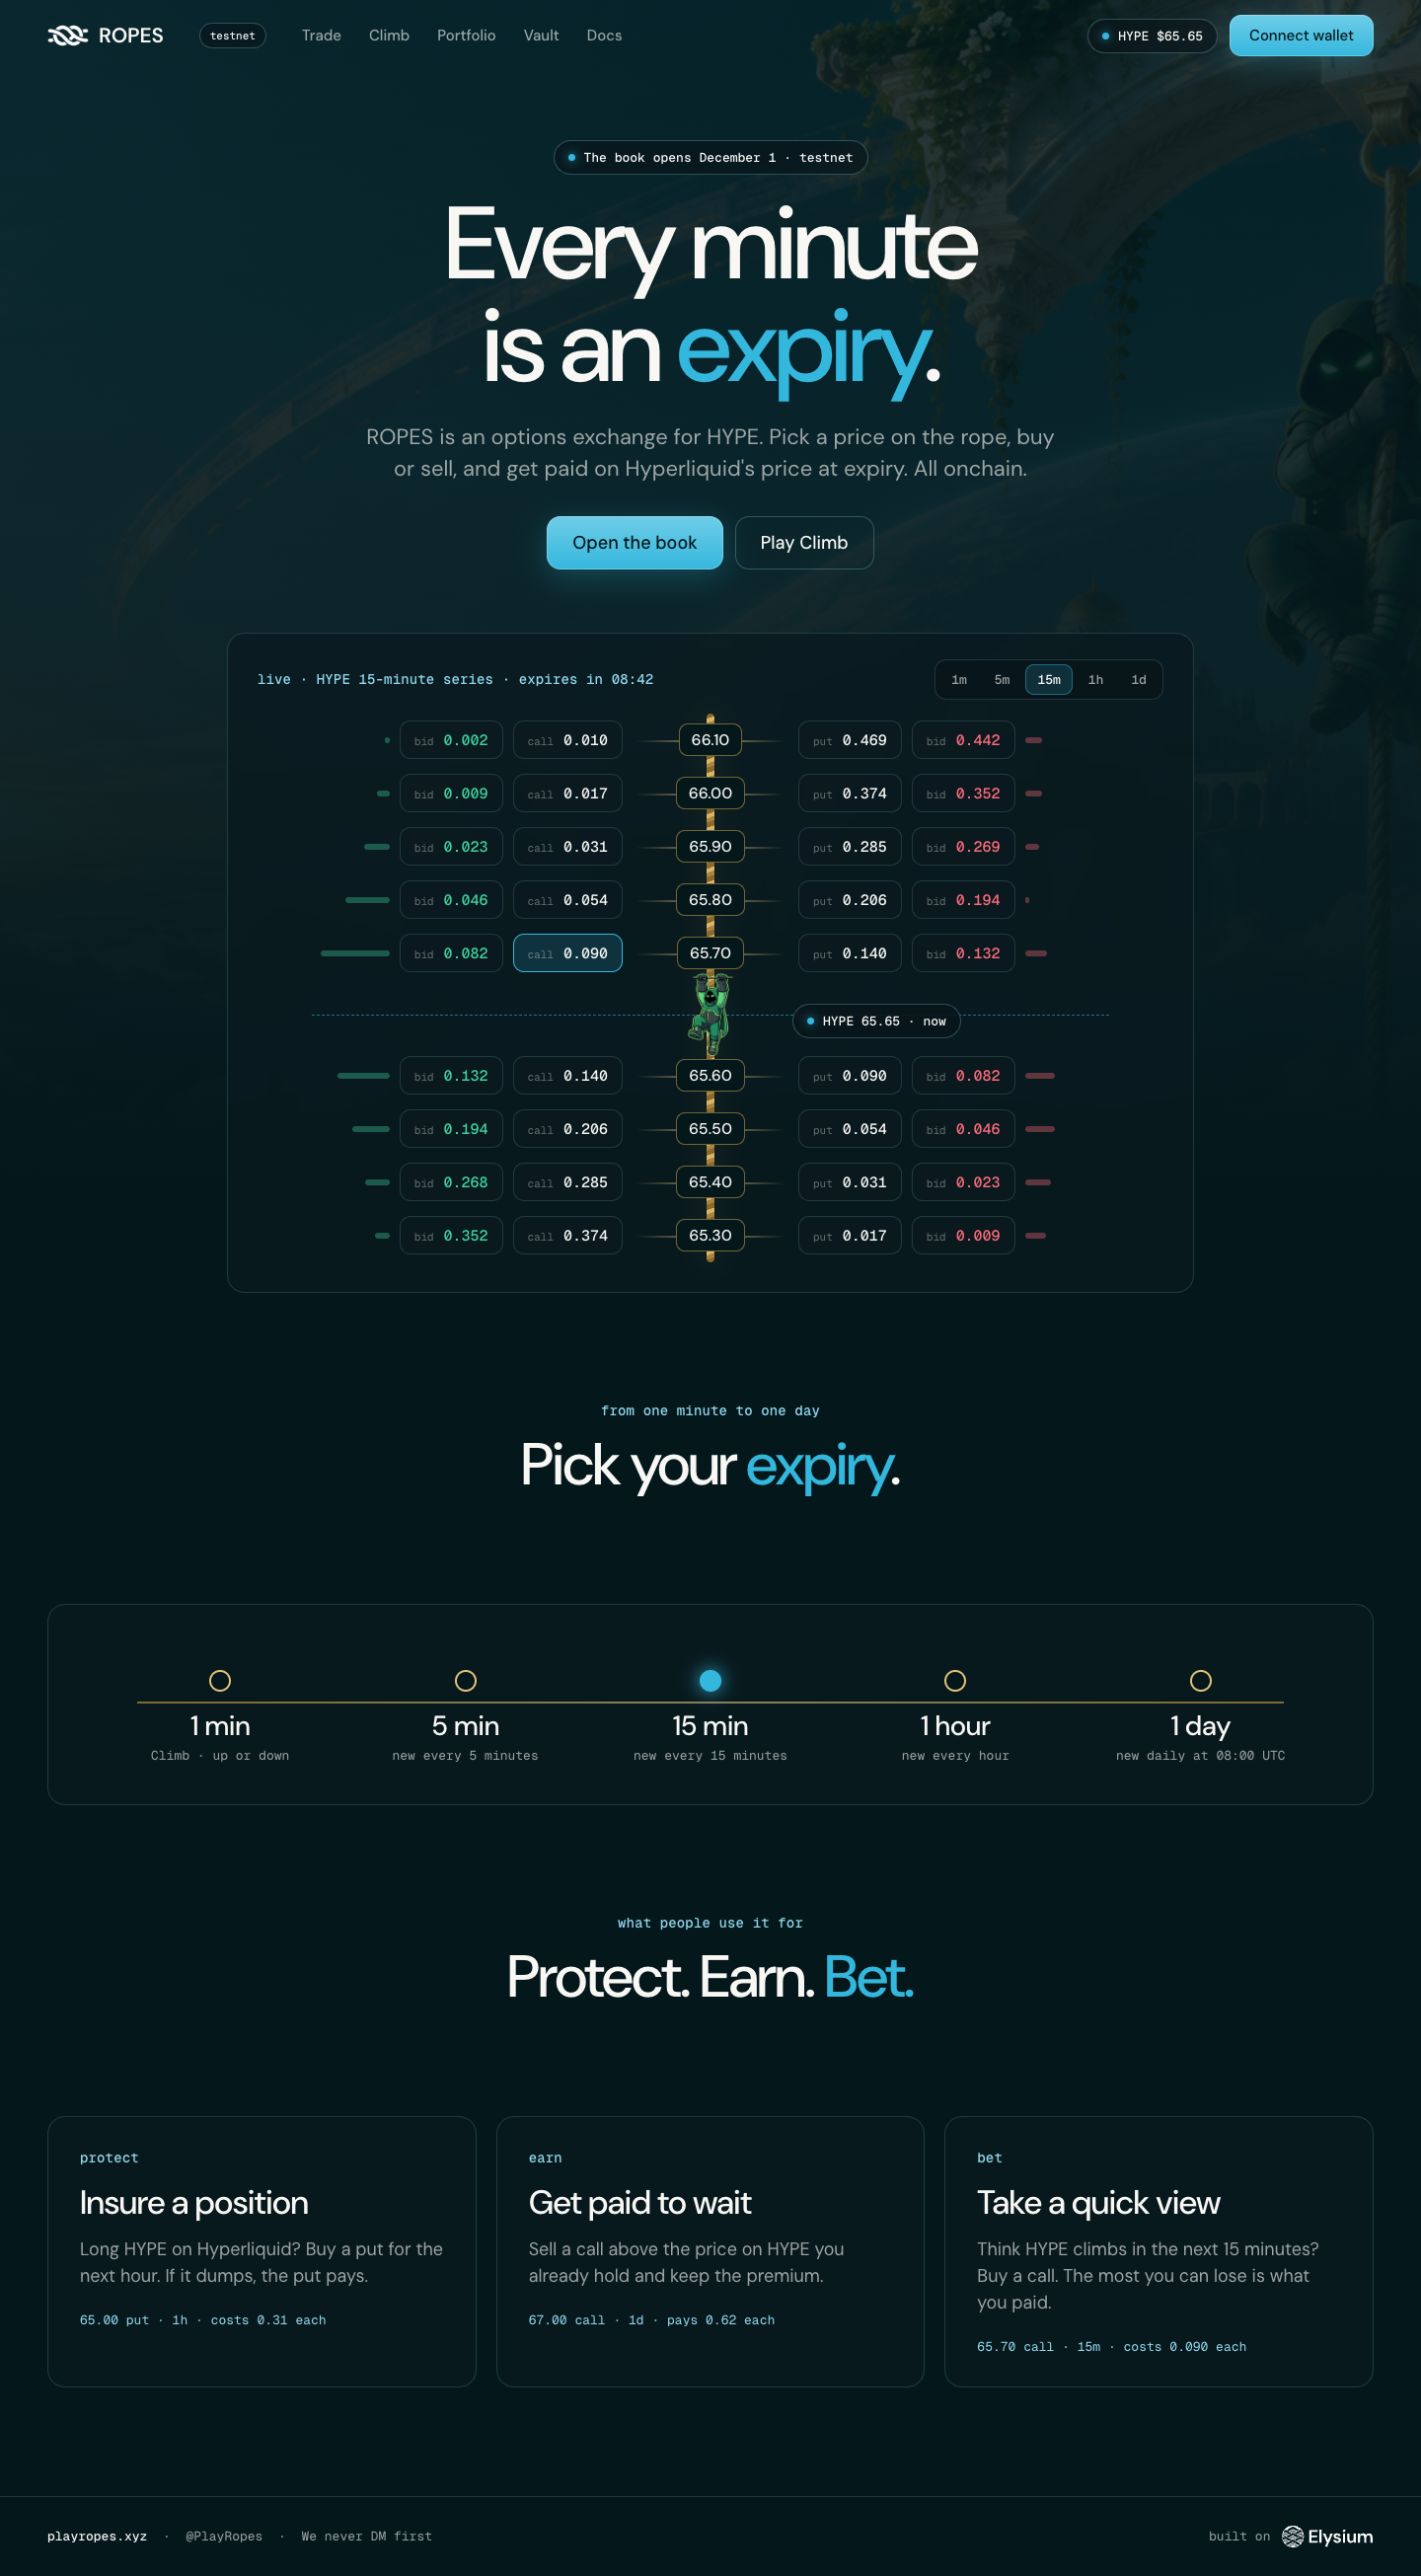 ROPES testnet Trade Climb Portfolio Vault Docs HYPE $65.65 Connect wallet
The book opens December 1 · testnet
Every minute
is an expiry.
ROPES is an options exchange for HYPE. Pick a price on the rope, buy
or sell, and get paid on Hyperliquid's price at expiry. All onchain.
Open the book Play Climb
live · HYPE 15-minute series · expires in 08:42 1m 5m 15m 1h 1d
bid 0.002 call 0.010 66.10 put 0.469 bid 0.442
bid 0.009 call 0.017 66.00 put 0.374 bid 0.352
bid 0.023 call 0.031 65.90 put 0.285 bid 0.269
bid 0.046 call 0.054 65.80 put 0.206 bid 0.194
bid 0.082 call 0.090 65.70 put 0.140 bid 0.132
HYPE 65.65 · now
bid 0.132 call 0.140 65.60 put 0.090 bid 0.082
bid 0.194 call 0.206 65.50 put 0.054 bid 0.046
bid 0.268 call 0.285 65.40 put 0.031 bid 0.023
bid 0.352 call 0.374 65.30 put 0.017 bid 0.009
from one minute to one day
Pick your expiry.
1 min 5 min 15 min 1 hour 1 day
Climb · up or down new every 5 minutes new every 15 minutes new every hour new daily at 08:00 UTC
what people use it for
Protect. Earn. Bet.
protect
Insure a position
Long HYPE on Hyperliquid? Buy a put for the
next hour. If it dumps, the put pays.
65.00 put · 1h · costs 0.31 each
earn
Get paid to wait
Sell a call above the price on HYPE you
already hold and keep the premium.
67.00 call · 1d · pays 0.62 each
bet
Take a quick view
Think HYPE climbs in the next 15 minutes?
Buy a call. The most you can lose is what
you paid.
65.70 call · 15m · costs 0.090 each
playropes.xyz · @PlayRopes · We never DM first built on Elysium